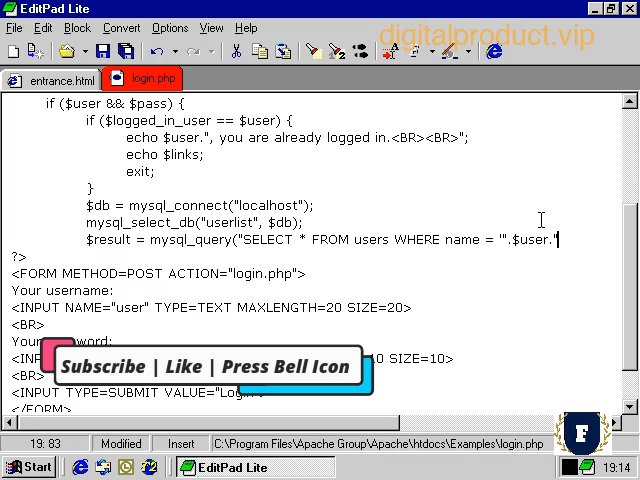 EditPad Lite
File Edit Block Convert Options View Help
digitalproduct.vip
entrance.html login.php
if ($user && $pass) {
if ($logged_in_user == $user) {
echo $user.", you are already logged in.<BR><BR>";
echo $links;
exit;
}
$db = mysql_connect("localhost");
mysql_select_db("userlist", $db);
$result = mysql_query("SELECT * FROM users WHERE name = '".$user."
?>
<FORM METHOD=POST ACTION="login.php">
Your username:
<INPUT NAME="user" TYPE=TEXT MAXLENGTH=20 SIZE=20>
<BR>
SIZE=10>
Subscribe | Like | Press Bell Icon
<BR>
<INPUT TYPE=SUBMIT VALUE="Login">
</FORM>
F
19: 83 Modified Insert C:\Program Files\Apache Group\Apache\htdocs\Examples\login.php
Start EditPad Lite 19:14